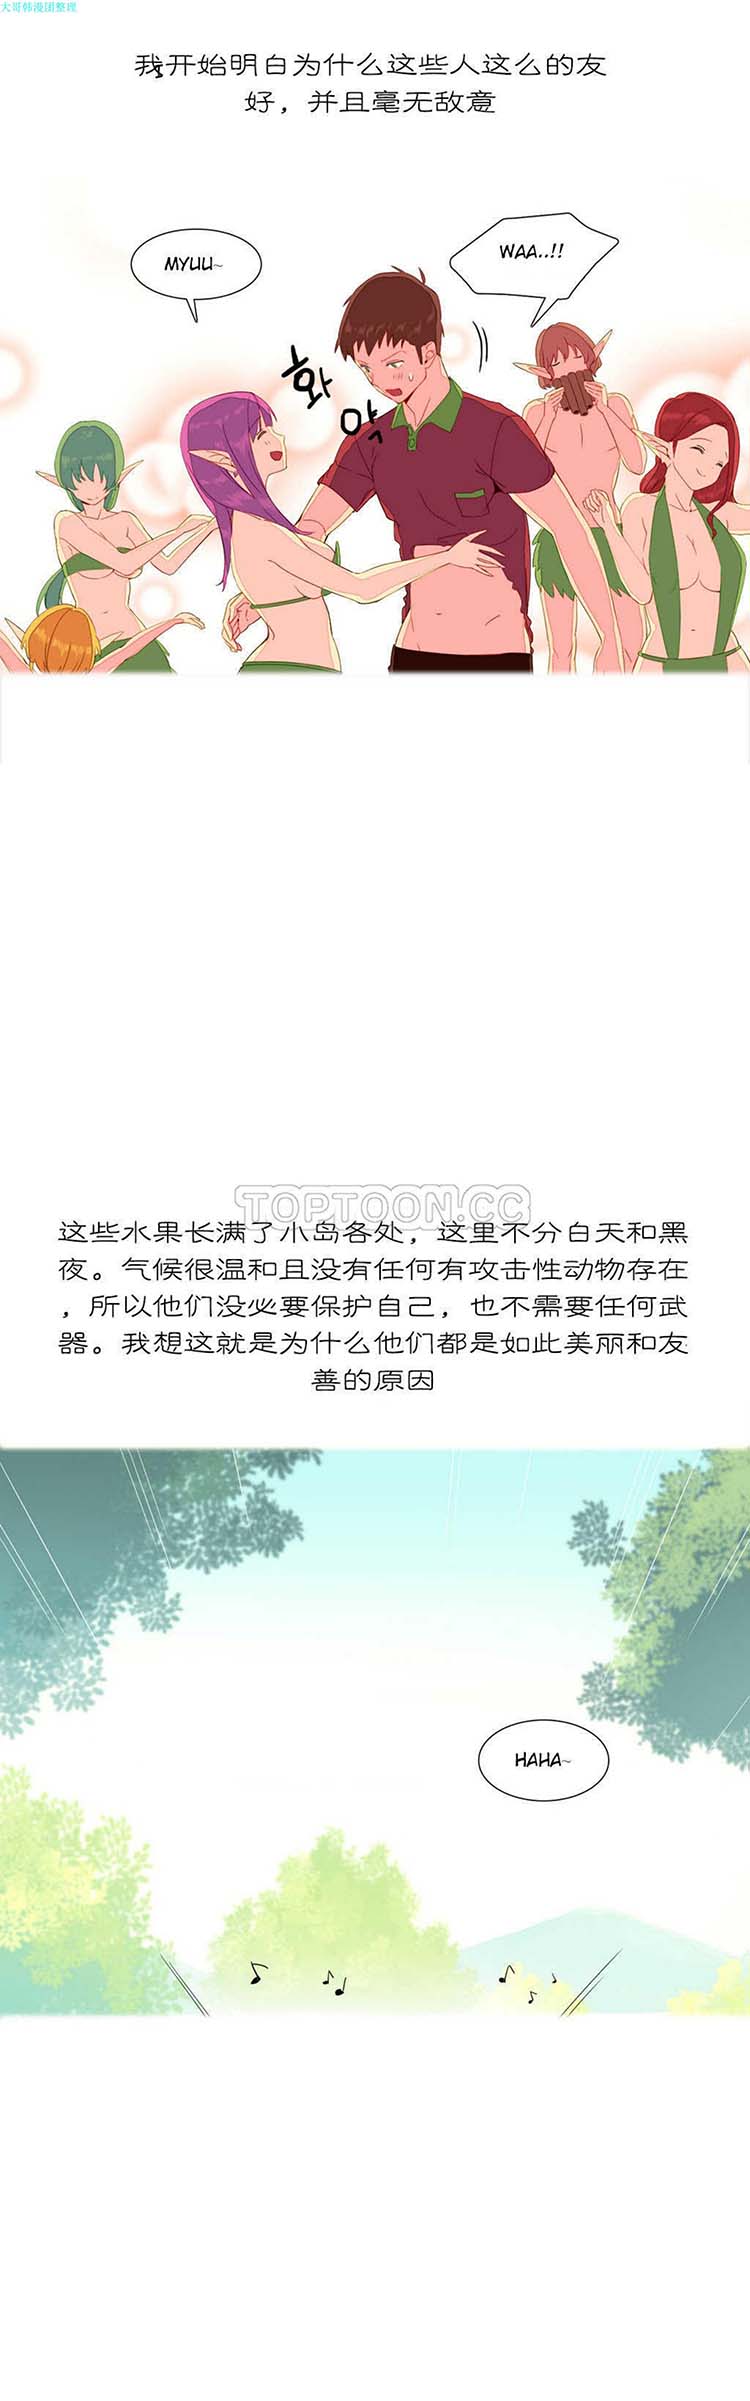 大哥韩漫团整理
我开始明白为什么这些人这么的友
好，并且毫无敌意
MYUU~
WAA..!!
화
악
TOPTOON.CC
这些水果长满了小岛各处，这里不分白天和黑
夜。气候很温和且没有任何有攻击性动物存在
，所以他们没必要保护自己，也不需要任何武
器。我想这就是为什么他们都是如此美丽和友
善的原因
HAHA~